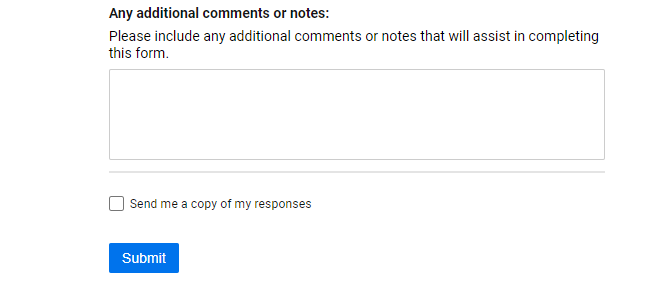 Any additional comments or notes:
Please include any additional comments or notes that will assist in completing
this form.
Send me a copy of my responses
Submit